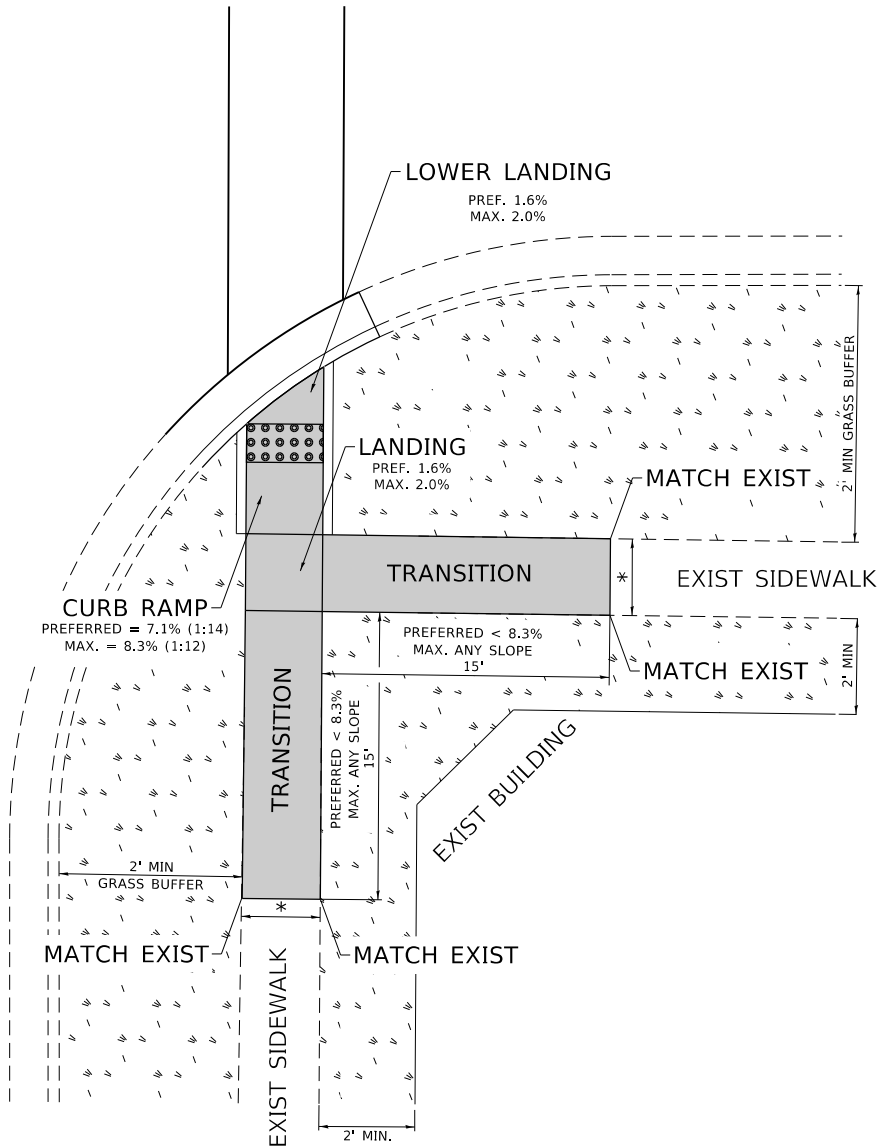 LOWER LANDING
PREF. 1.6%
MAX. 2.0%
2' MIN GRASS BUFFER
LANDING
PREF. 1.6%
MAX. 2.0%
MATCH EXIST
TRANSITION
*
EXIST SIDEWALK
CURB RAMP
PREFERRED = 7.1% (1:14)
MAX. = 8.3% (1:12)
PREFERRED < 8.3%
MAX. ANY SLOPE
15'
MATCH EXIST
2' MIN
TRANSITION
PREFERRED < 8.3%
MAX. ANY SLOPE
15'
EXIST BUILDING
2' MIN
GRASS BUFFER
*
MATCH EXIST
MATCH EXIST
EXIST SIDEWALK
2' MIN.